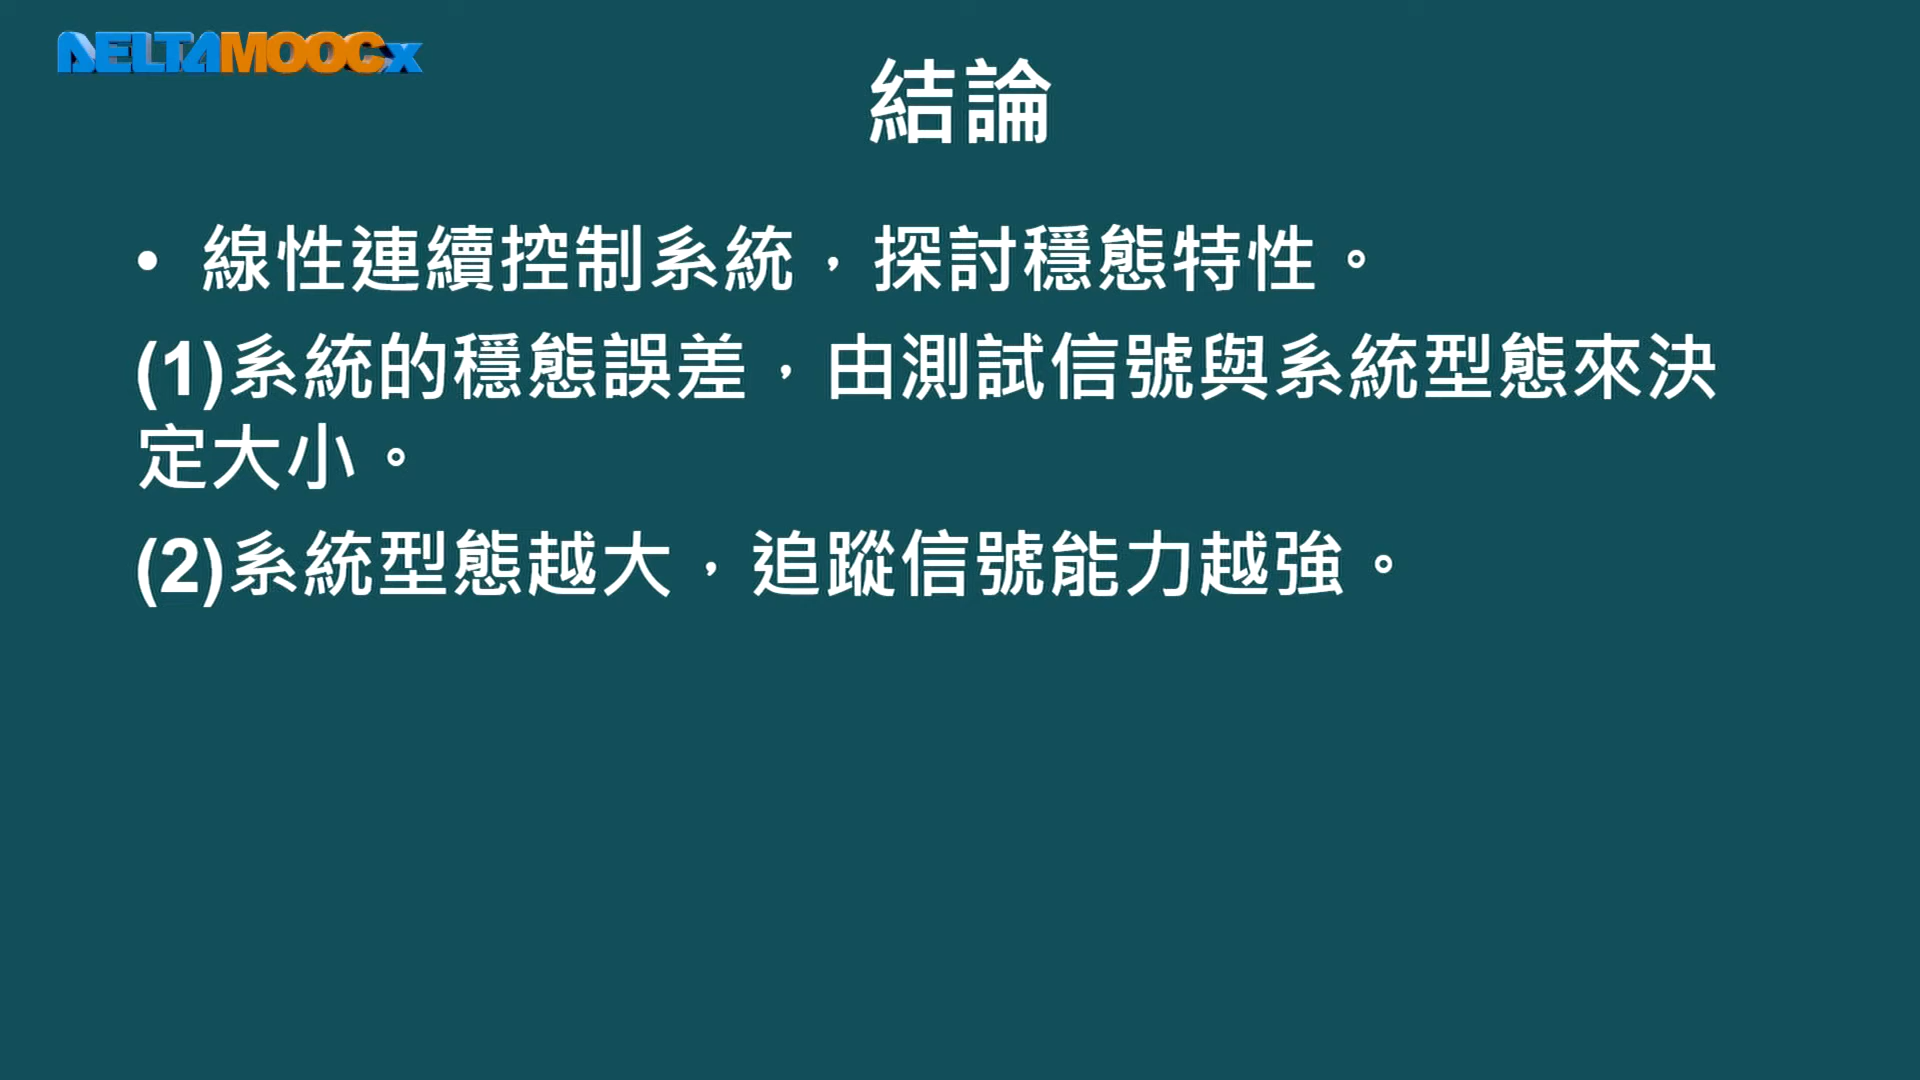 DELTAMOOCx
結論
• 線性連續控制系統，探討穩態特性。
(1)系統的穩態誤差，由測試信號與系統型態來決
定大小。
(2)系統型態越大，追蹤信號能力越強。